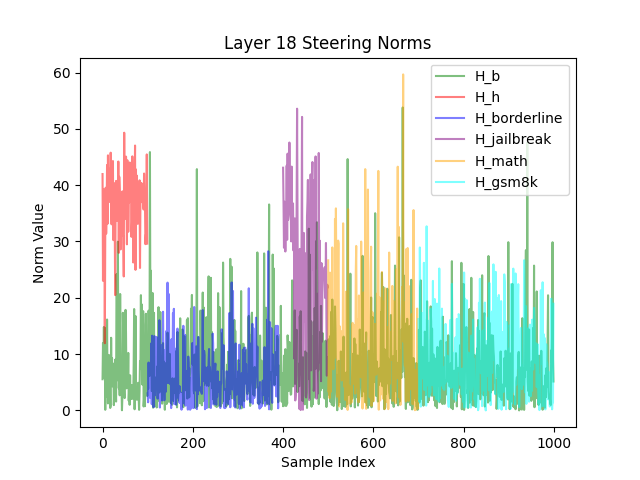 Layer 18 Steering Norms
Norm Value
60
50
40
30
20
10
0
0 200 400 600 800 1000
Sample Index
H_b
H_h
H_borderline
H_jailbreak
H_math
H_gsm8k